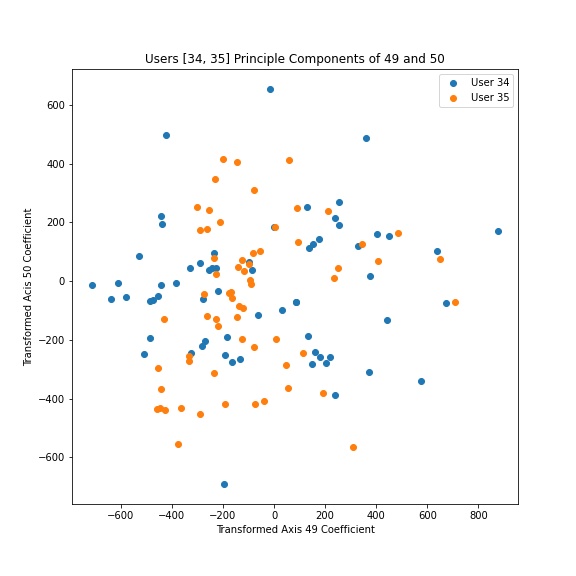 Users [34, 35] Principle Components of 49 and 50
User 34
User 35
Transformed Acis 50 Coefficient
600
400
200
0
−200
−400
−600
−600 −400 −200 0 200 400 600 800
Transformed Axis 49 Coefficient